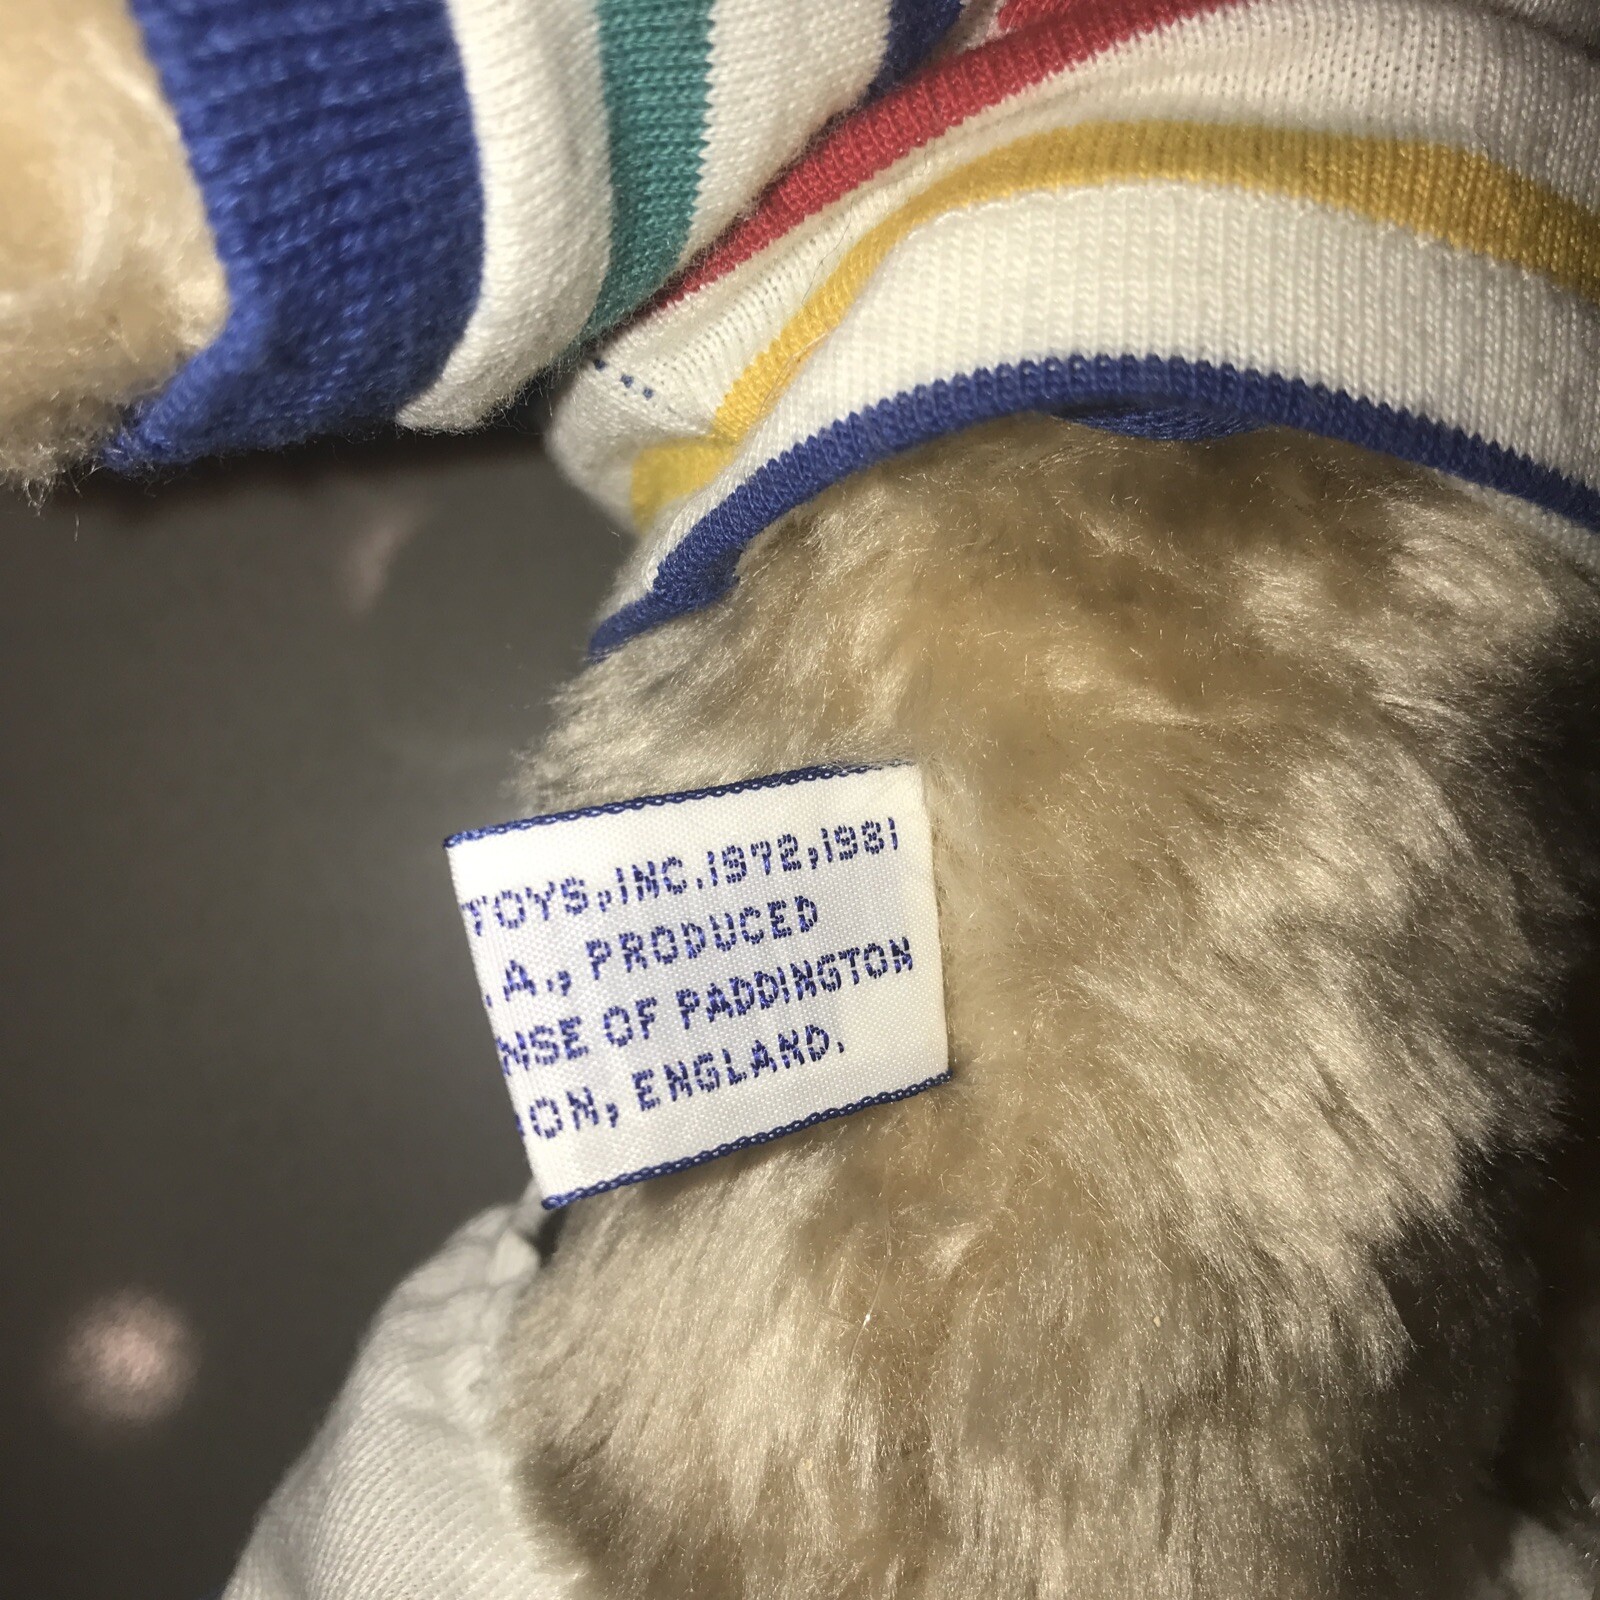 TOYS, INC. 1972, 1981
.A., PRODUCED
NSE OF PADDINGTON
ON, ENGLAND.